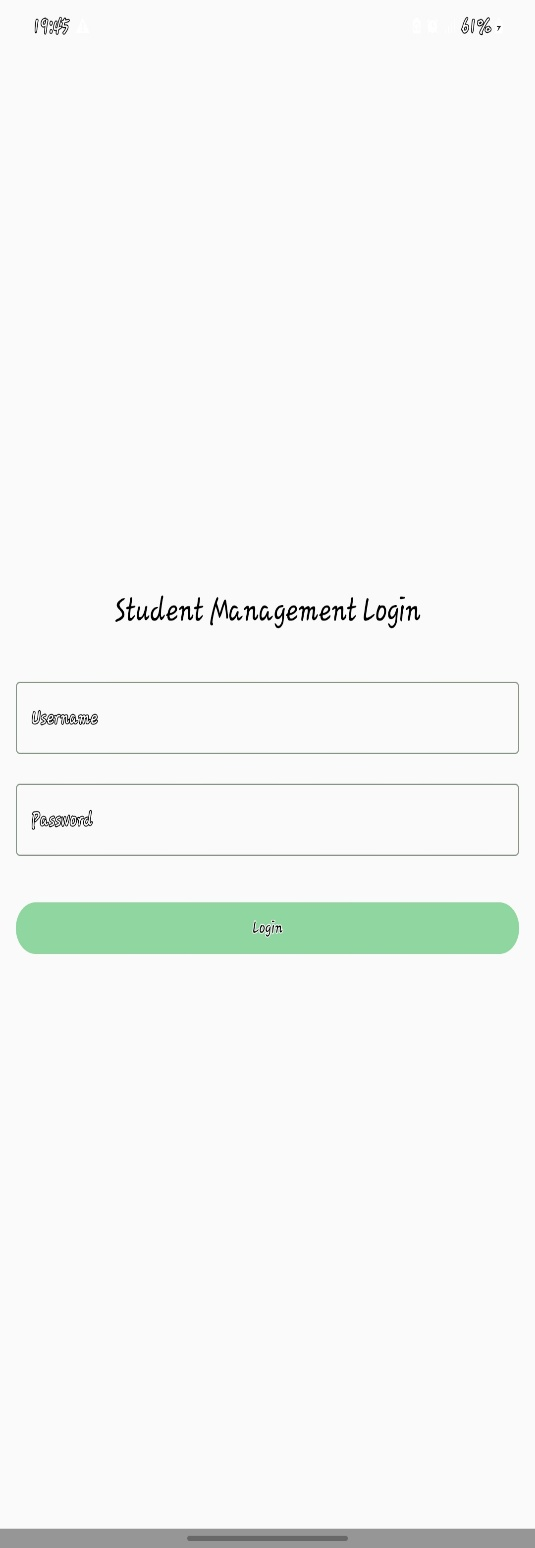 19:45 61%
Student Management Login
Username
Password
Login